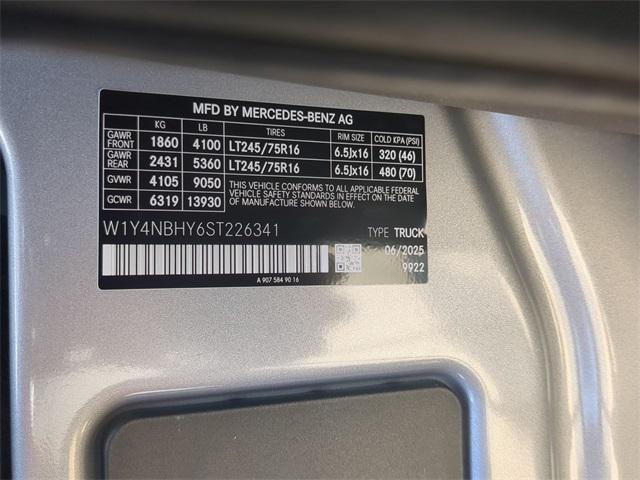 MFD BY MERCEDES-BENZ AG
KG LB TIRES RIM SIZE COLD KPA (PSI)
GAWR FRONT 1860 4100 LT245/75R16 6.5Jx16 320 (46)
GAWR REAR 2431 5360 LT245/75R16 6.5Jx16 480 (70)
GVWR 4105 9050 THIS VEHICLE CONFORMS TO ALL APPLICABLE FEDERAL
VEHICLE SAFETY STANDARDS IN EFFECT ON THE DATE OF
GCWR 6319 13930 MANUFACTURE SHOWN
W1Y4NBHY6ST226341 TYPE TRUCK
06/2025
9922
A 907 584 90 16